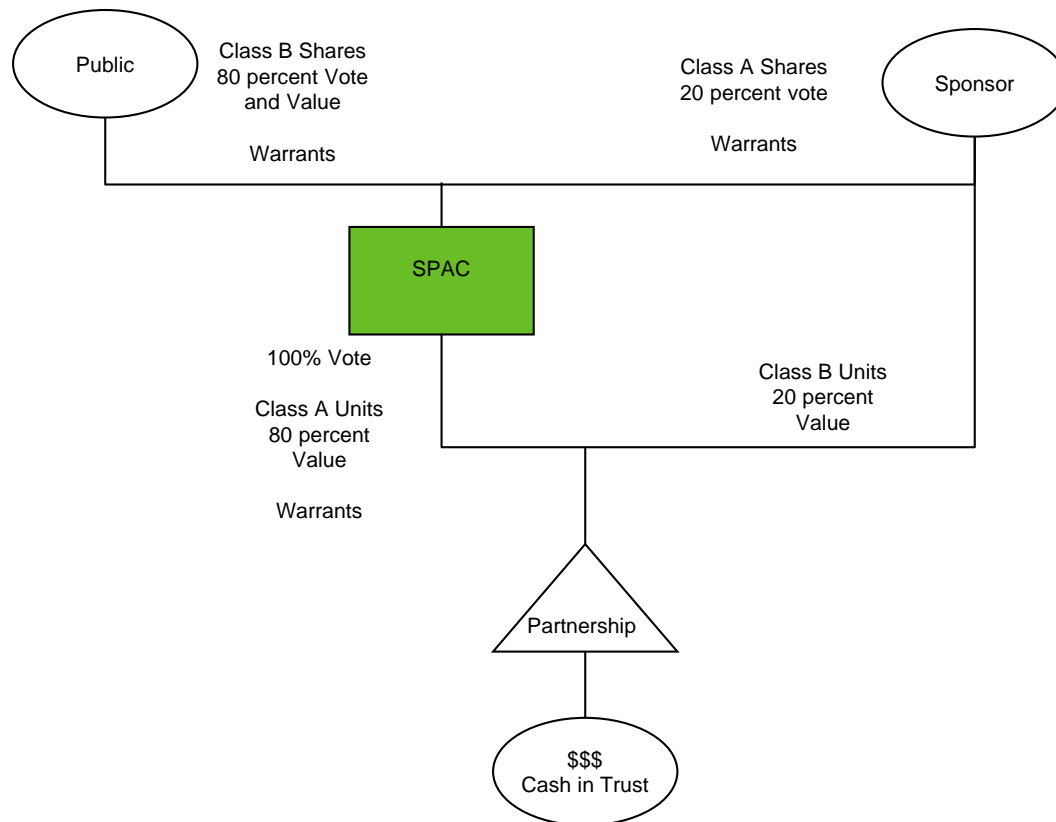 Public
Class B Shares
80 percent Vote
and Value
Warrants
Class A Shares
20 percent vote
Warrants
Sponsor
SPAC
100% Vote
Class A Units
80 percent
Value
Warrants
Class B Units
20 percent
Value
Partnership
$$$
Cash in Trust